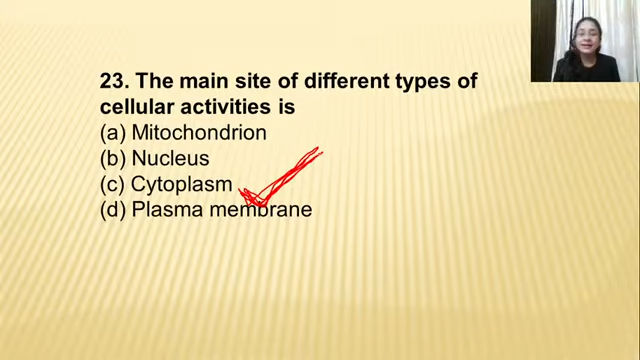 23. The main site of different types of
cellular activities is
(a) Mitochondrion
(b) Nucleus
(c) Cytoplasm
(d) Plasma membrane